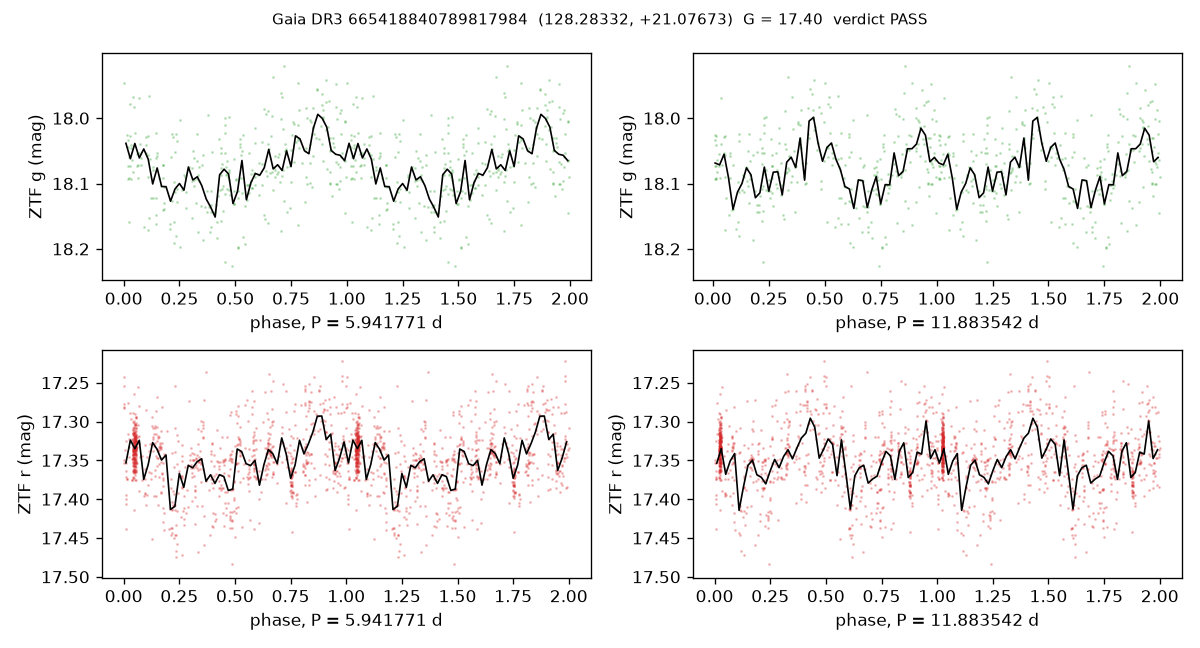 Gaia DR3 665418840789817984  (128.28332, +21.07673)  G = 17.40  verdict PASS
ZTF g (mag)
18.0
18.1
18.2
0.00 0.25 0.50 0.75 1.00 1.25 1.50 1.75 2.00
phase, P = 5.941771 d
ZTF g (mag)
18.0
18.1
18.2
0.00 0.25 0.50 0.75 1.00 1.25 1.50 1.75 2.00
phase, P = 11.883542 d
ZTF r (mag)
17.25
17.30
17.35
17.40
17.45
17.50
0.00 0.25 0.50 0.75 1.00 1.25 1.50 1.75 2.00
phase, P = 5.941771 d
ZTF r (mag)
17.25
17.30
17.35
17.40
17.45
17.50
0.00 0.25 0.50 0.75 1.00 1.25 1.50 1.75 2.00
phase, P = 11.883542 d